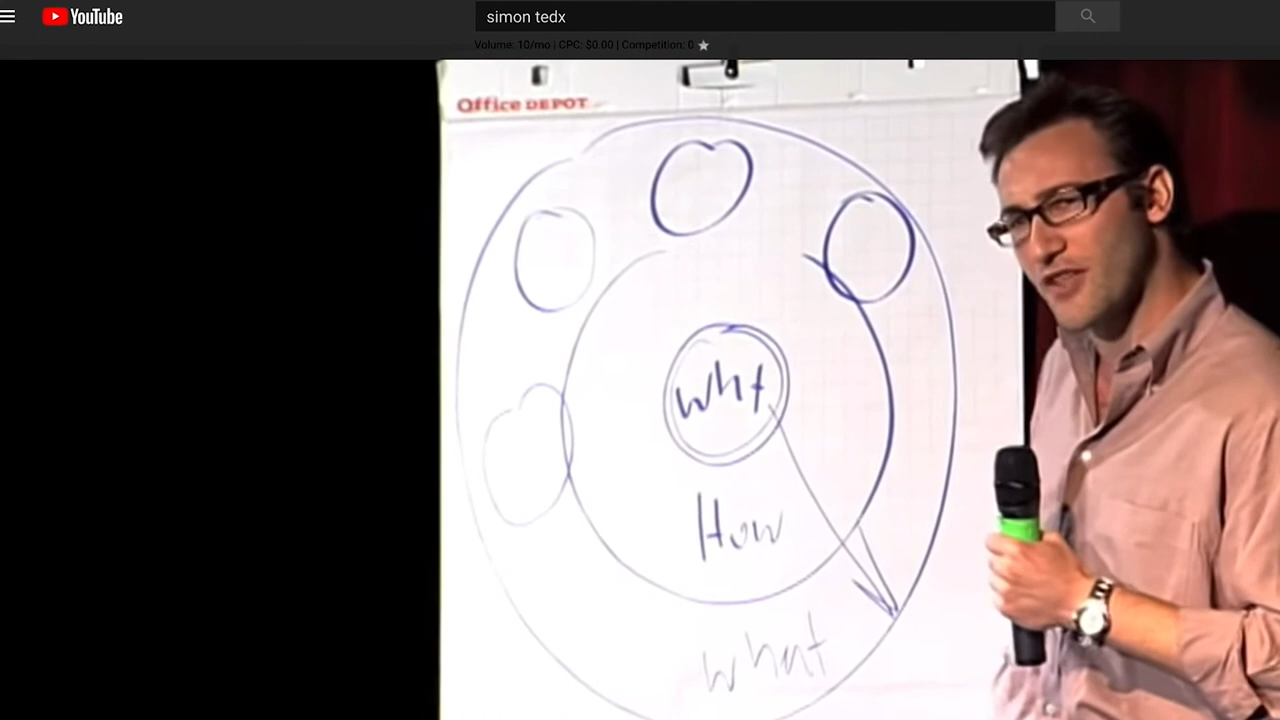 YouTube
simon tedx
Volume: 10/mo | CPC: $0.00 | Competition: 0
Office DEPOT
Why
How
What